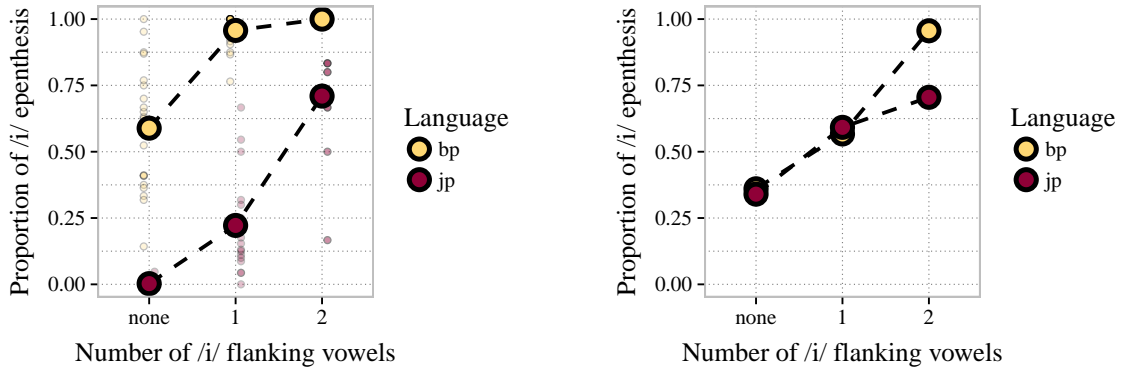 Proportion of /i/ epenthesis
1.00
0.75
0.50
0.25
0.00
none
1
2
Number of /i/ flanking vowels
Language
bp
jp
Proportion of /i/ epenthesis
1.00
0.75
0.50
0.25
0.00
none
1
2
Number of /i/ flanking vowels
Language
bp
jp